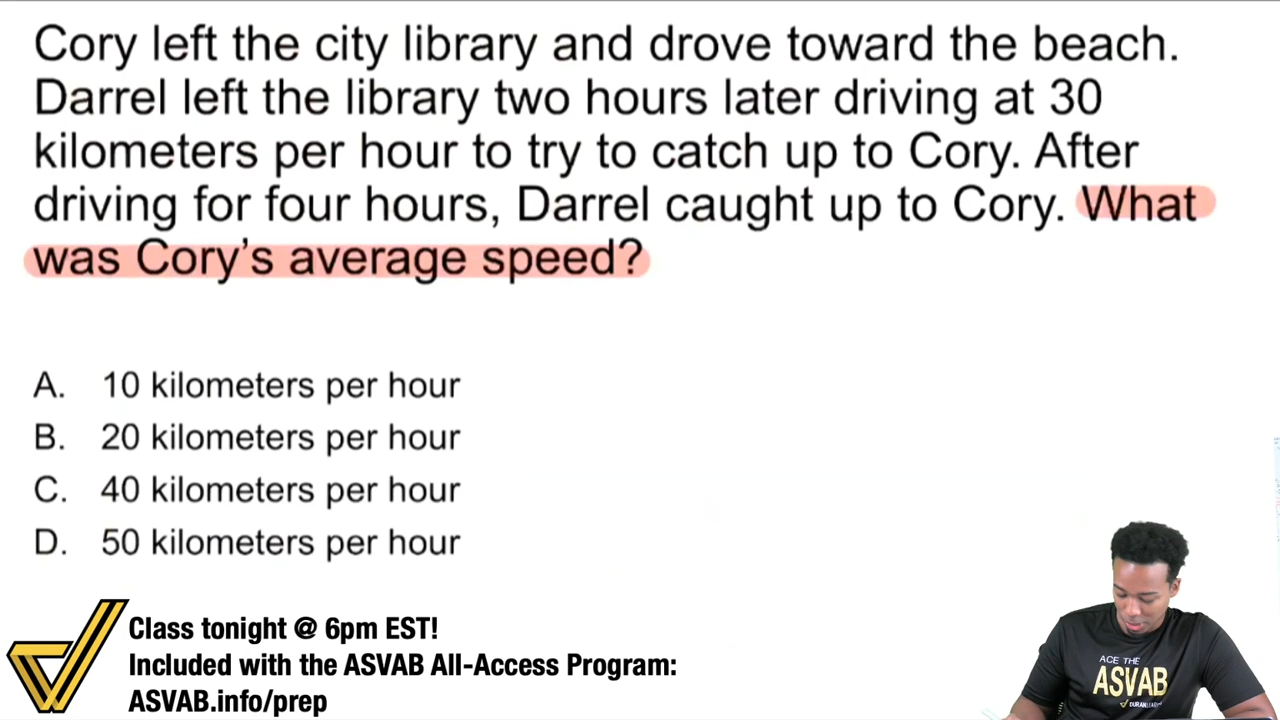 Cory left the city library and drove toward the beach.
Darrel left the library two hours later driving at 30
kilometers per hour to try to catch up to Cory. After
driving for four hours, Darrel caught up to Cory. What
was Cory’s average speed?
A. 10 kilometers per hour
B. 20 kilometers per hour
C. 40 kilometers per hour
D. 50 kilometers per hour
Class tonight @ 6pm EST!
Included with the ASVAB All-Access Program:
ASVAB.info/prep
ACE THE
ASVAB